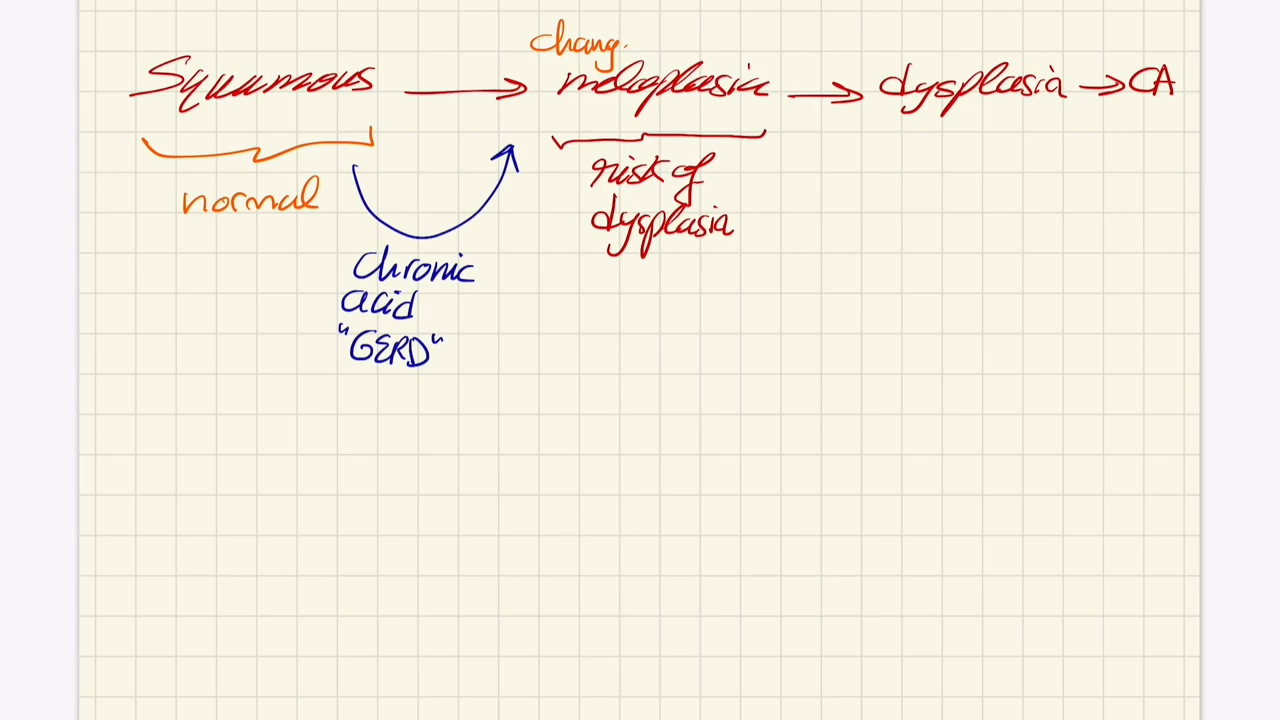 chang.
Squamous → metaplasia → dysplasia → CA
normal
risk of
dysplasia
chronic
acid
"GERD"